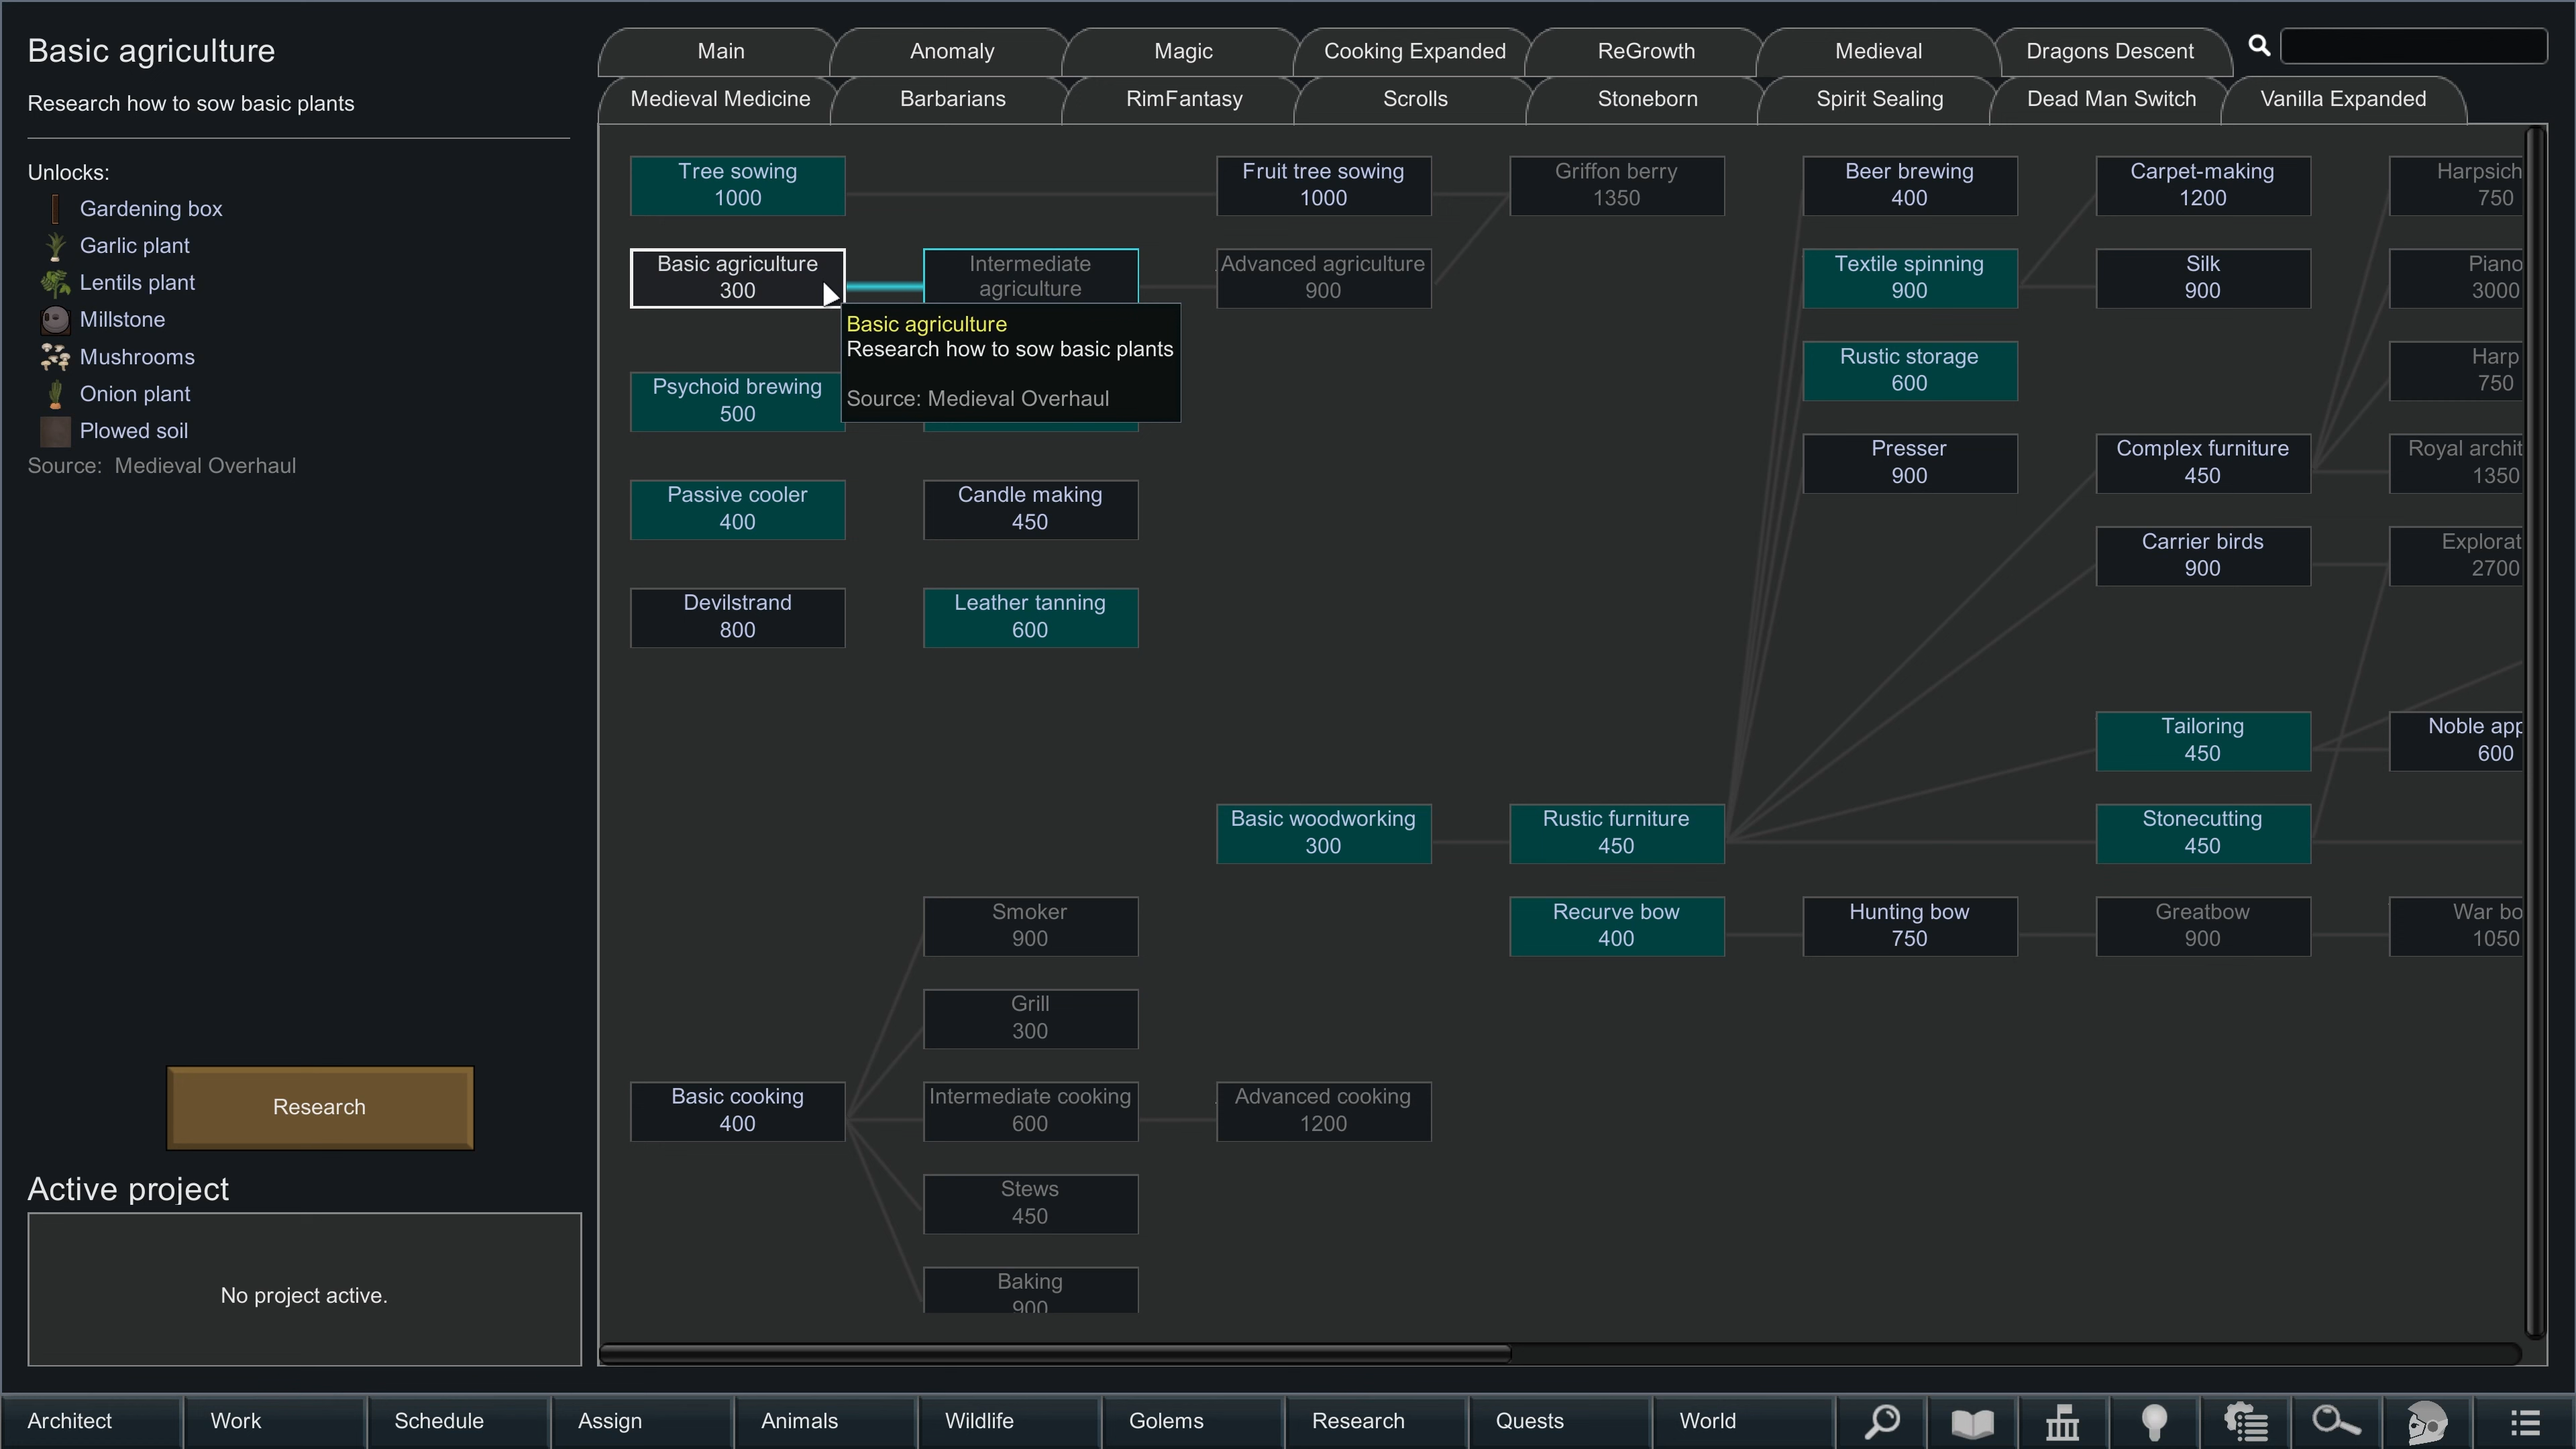 Basic agriculture
Research how to sow basic plants
Unlocks:
Gardening box
Garlic plant
Lentils plant
Millstone
Mushrooms
Onion plant
Plowed soil
Source: Medieval Overhaul
Research
Active project
No project active.
Main
Anomaly
Magic
Cooking Expanded
ReGrowth
Medieval
Dragons Descent
Medieval Medicine
Barbarians
RimFantasy
Scrolls
Stoneborn
Spirit Sealing
Dead Man Switch
Vanilla Expanded
Tree sowing
1000
Fruit tree sowing
1000
Griffon berry
1350
Beer brewing
400
Carpet-making
1200
Harpsich
750
Basic agriculture
300
Intermediate
agriculture
Advanced agriculture
900
Textile spinning
900
Silk
900
Piano
3000
Basic agriculture
Research how to sow basic plants
Source: Medieval Overhaul
Rustic storage
600
Harp
750
Psychoid brewing
500
Presser
900
Complex furniture
450
Royal archit
1350
Passive cooler
400
Candle making
450
Carrier birds
900
Explorat
2700
Devilstrand
800
Leather tanning
600
Tailoring
450
Noble app
600
Basic woodworking
300
Rustic furniture
450
Stonecutting
450
Smoker
900
Recurve bow
400
Hunting bow
750
Greatbow
900
War bo
1050
Grill
300
Basic cooking
400
Intermediate cooking
600
Advanced cooking
1200
Stews
450
Baking
900
Architect
Work
Schedule
Assign
Animals
Wildlife
Golems
Research
Quests
World